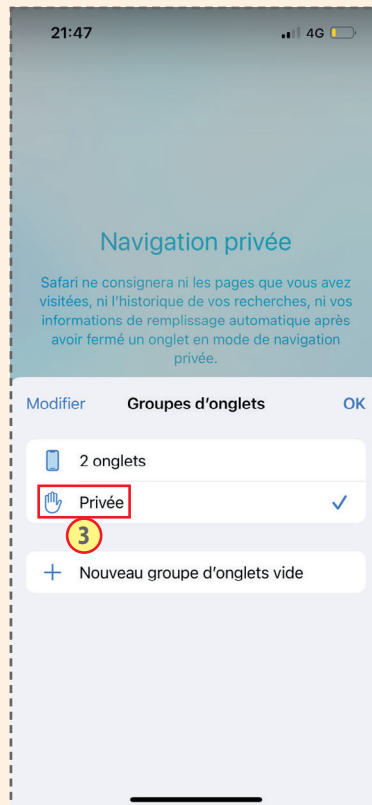 21:47 4G
Navigation privée
Safari ne consignera ni les pages que vous avez
visitées, ni l'historique de vos recherches, ni vos
informations de remplissage automatique après
avoir fermé un onglet en mode de navigation
privée.
Modifier Groupes d'onglets OK
2 onglets
Privée
3
Nouveau groupe d'onglets vide